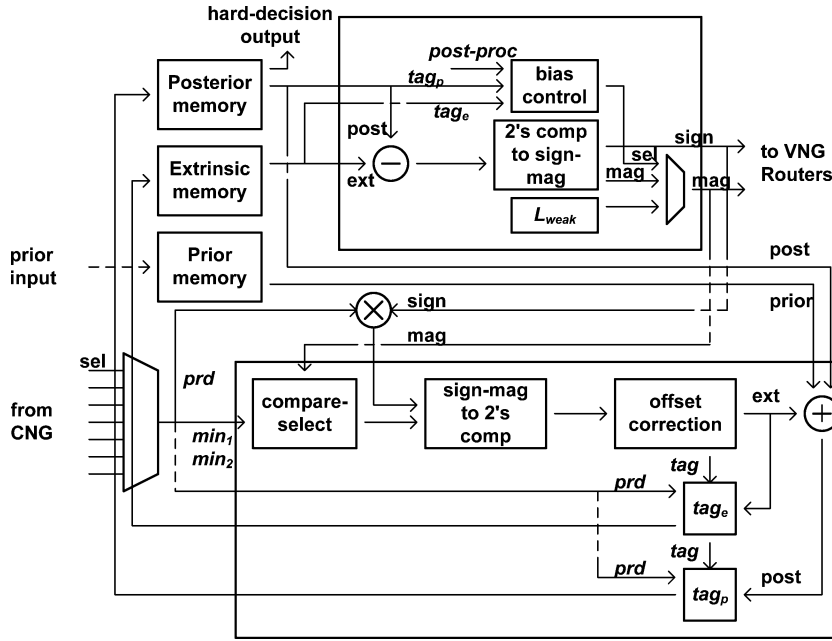 hard-decision
output
Posterior
memory
post-proc
tag_p
tag_e
bias
control
post
ext
−
2's comp
to sign-
mag
sel
sign
mag
mag
to VNG
Routers
Extrinsic
memory
L_weak
prior
input
Prior
memory
post
prior
×
sign
mag
sel
prd
from
CNG
min_1
min_2
compare-
select
sign-mag
to 2's
comp
offset
correction
ext
+
tag
prd
tag_e
tag
prd
tag_p
post